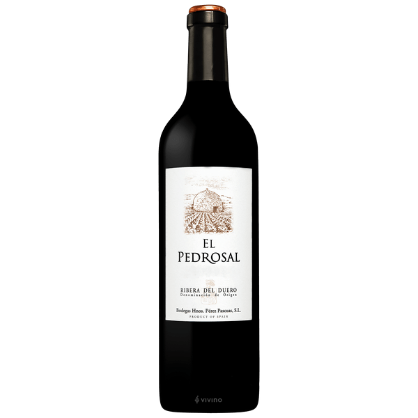 EL
PEDROSAL
RIBERA DEL DUERO
Denominación de Origen
Bodegas Hnos. Pérez Pascuas, S.L.
PRODUCT OF SPAIN
vivino